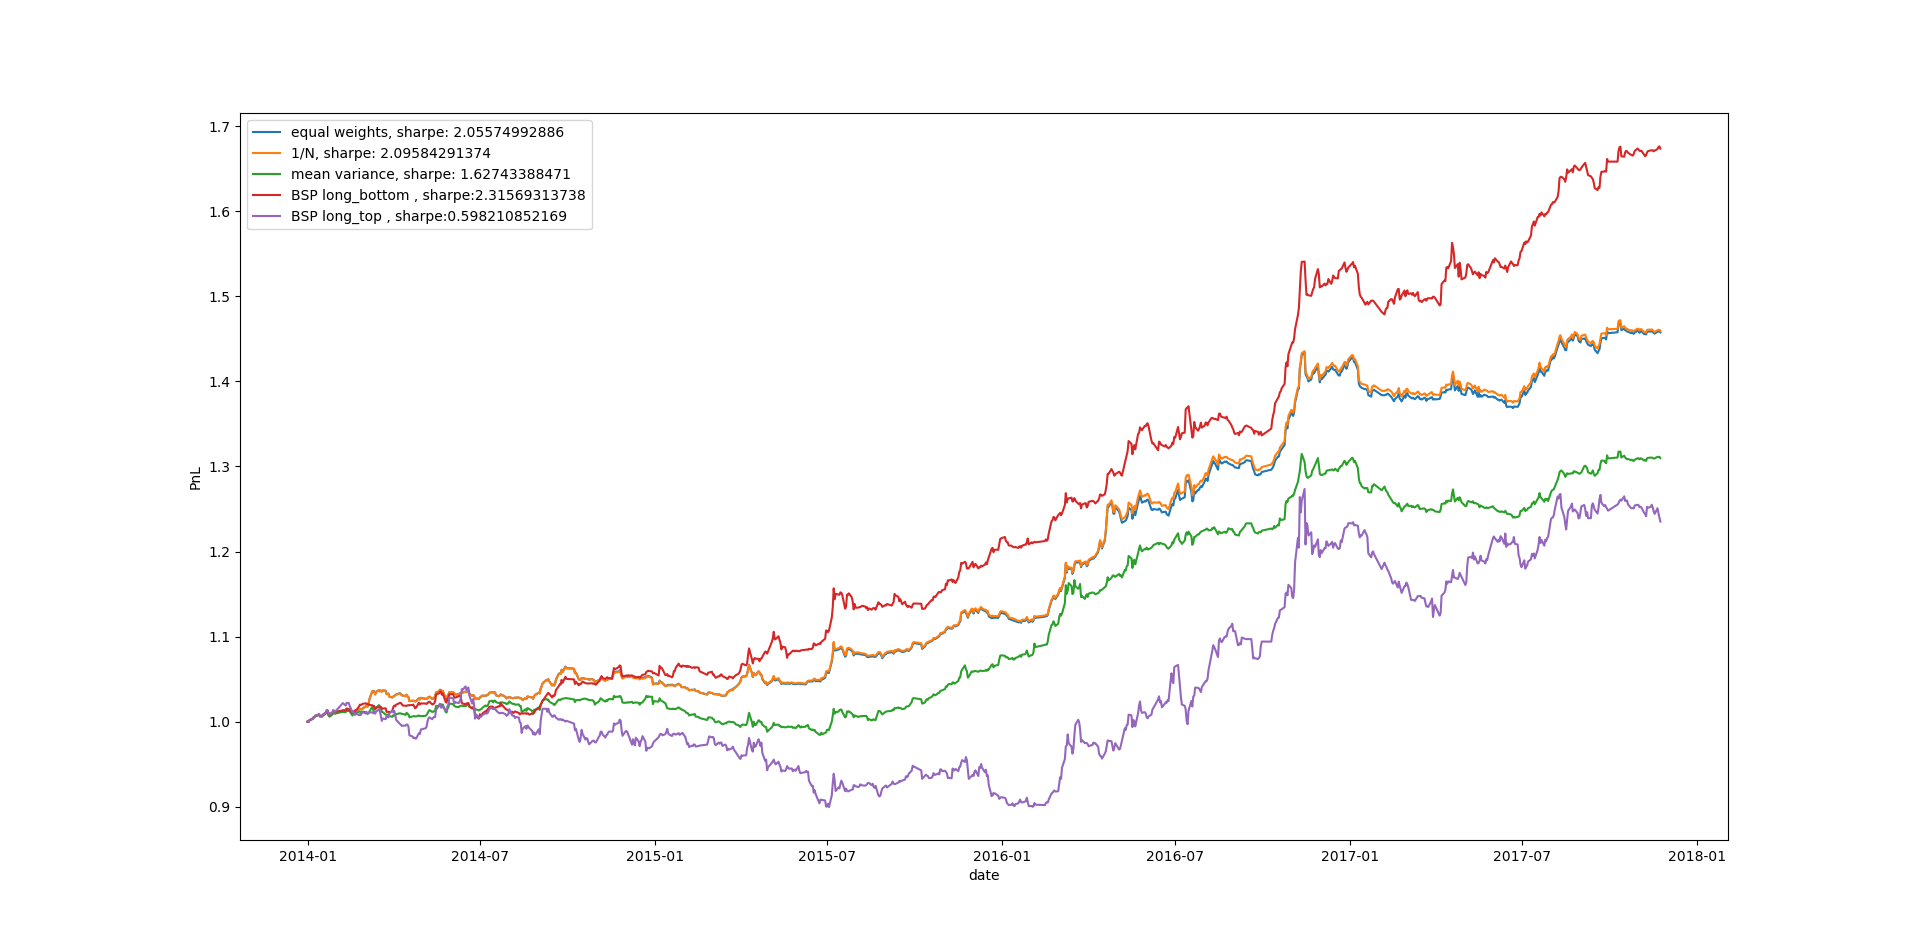 equal weights, sharpe: 2.05574992886
1/N, sharpe: 2.09584291374
mean variance, sharpe: 1.62743388471
BSP long_bottom , sharpe:2.31569313738
BSP long_top , sharpe:0.598210852169
1.7
1.6
1.5
1.4
1.3
1.2
1.1
1.0
0.9
PnL
2014-01 2014-07 2015-01 2015-07 2016-01 2016-07 2017-01 2017-07 2018-01
date